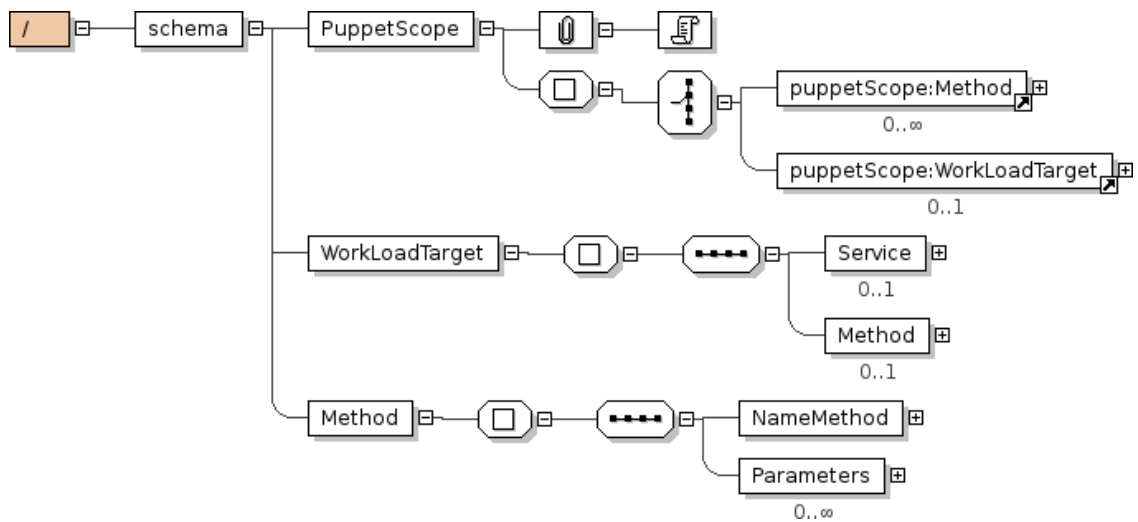 /
schema
PuppetScope
puppetScope:Method
0..∞
puppetScope:WorkLoadTarget
0..1
WorkLoadTarget
Service
0..1
Method
0..1
Method
NameMethod
Parameters
0..∞